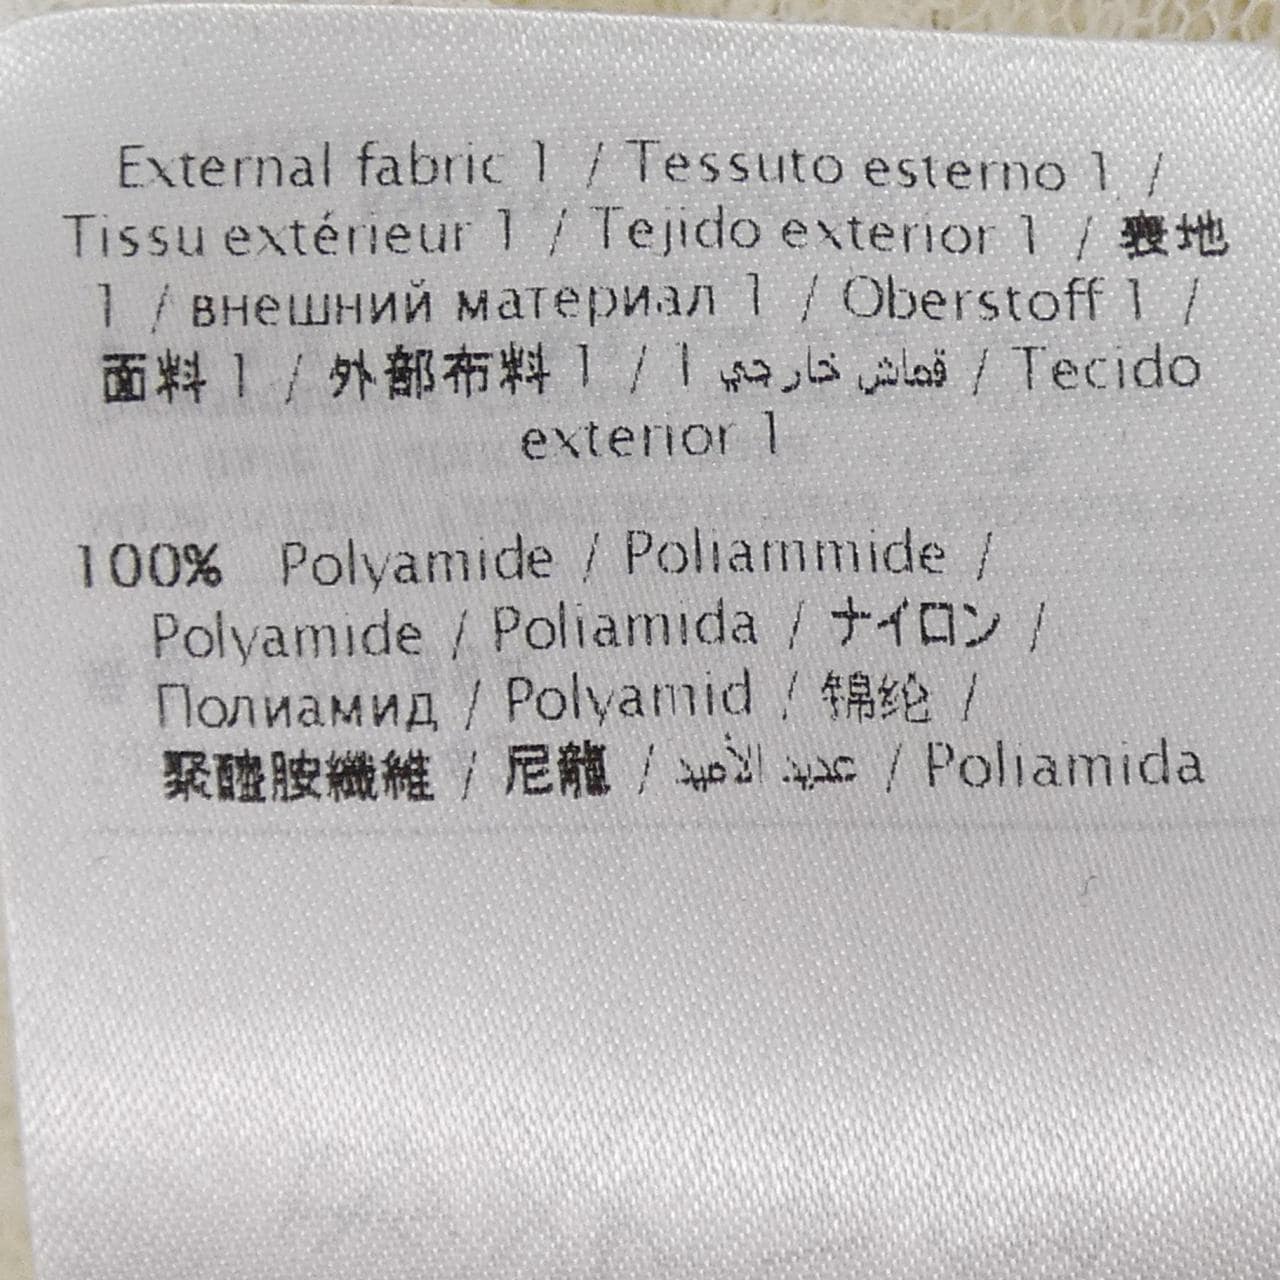 External fabric 1 / Tessuto esterno 1 /
Tissu extérieur 1 / Tejido exterior 1 / 表地
1 / внешний материал 1 / Oberstoff 1 /
面料 1 / 外部布料 1 / قماش خارجي 1 / Tecido
exterior 1
100% Polyamide / Poliammide /
Polyamide / Poliamida / ナイロン /
Полиамид / Polyamid / 锦纶 /
聚醯胺纖維 / 尼龍 / عديد الأميد / Poliamida